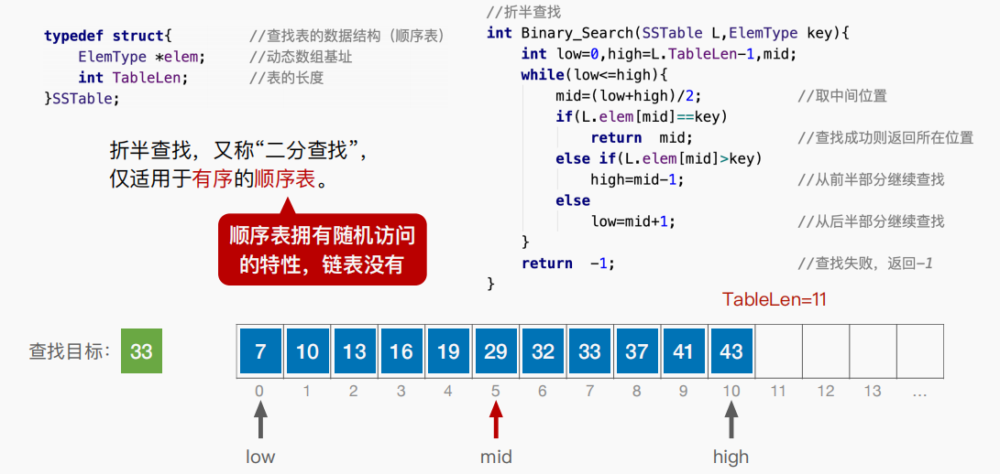 typedef struct{ //查找表的数据结构（顺序表）
ElemType *elem; //动态数组基址
int TableLen; //表的长度
}SSTable;
折半查找，又称“二分查找”，
仅适用于有序的顺序表。
顺序表拥有随机访问
的特性，链表没有
//折半查找
int Binary_Search(SSTable L,ElemType key){
int low=0,high=L.TableLen-1,mid;
while(low<=high){
mid=(low+high)/2; //取中间位置
if(L.elem[mid]==key)
return mid; //查找成功则返回所在位置
else if(L.elem[mid]>key)
high=mid-1; //从前半部分继续查找
else
low=mid+1; //从后半部分继续查找
}
return -1; //查找失败，返回-1
}
TableLen=11
查找目标： 33
7 10 13 16 19 29 32 33 37 41 43
0 1 2 3 4 5 6 7 8 9 10 11 12 13 ...
low mid high